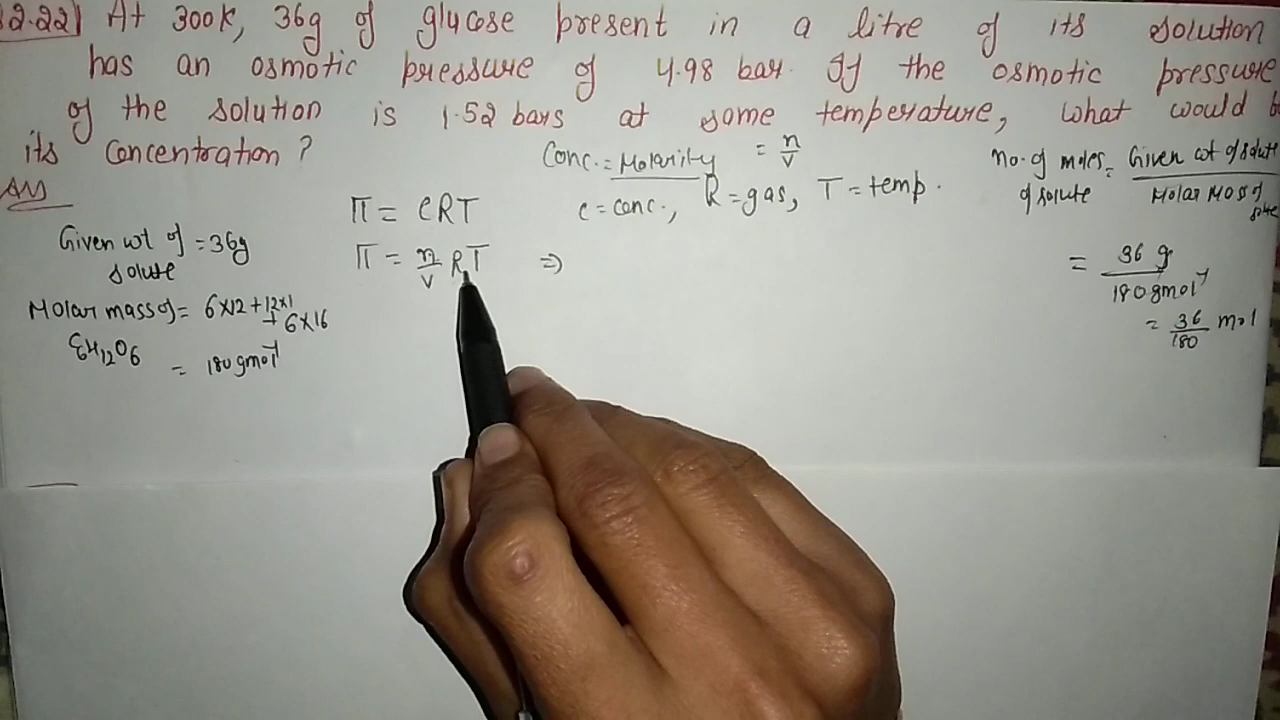 2.22) At 300K, 36g of glucose present in a litre of its solution
has an osmotic pressure of 4.98 bar. If the osmotic pressure
of the solution is 1.52 bars at some temperature, what would
its concentration?
Ans
Conc. = Molarity = n/v
c = conc., R = gas, T = temp.
no. of moles of solute = Given wt of solute / Molar Mass of
= 36 g / 180 g mol⁻¹
= 36/180 mol
Π = CRT
Π = n/v RT ⇒
Given wt of solute = 36g
Molar mass of C6H12O6 = 6×12 + 12×1 + 6×16
= 180 g mol⁻¹